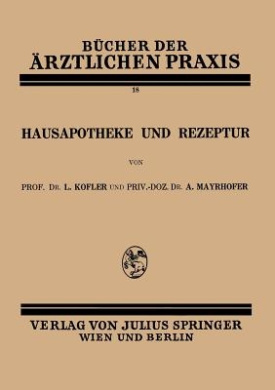 BÜCHER DER
ÄRZTLICHEN PRAXIS
18
HAUSAPOTHEKE UND REZEPTUR
VON
PROF. DR. L. KOFLER UND PRIV.-DOZ. DR. A. MAYRHOFER
VERLAG VON JULIUS SPRINGER
WIEN UND BERLIN